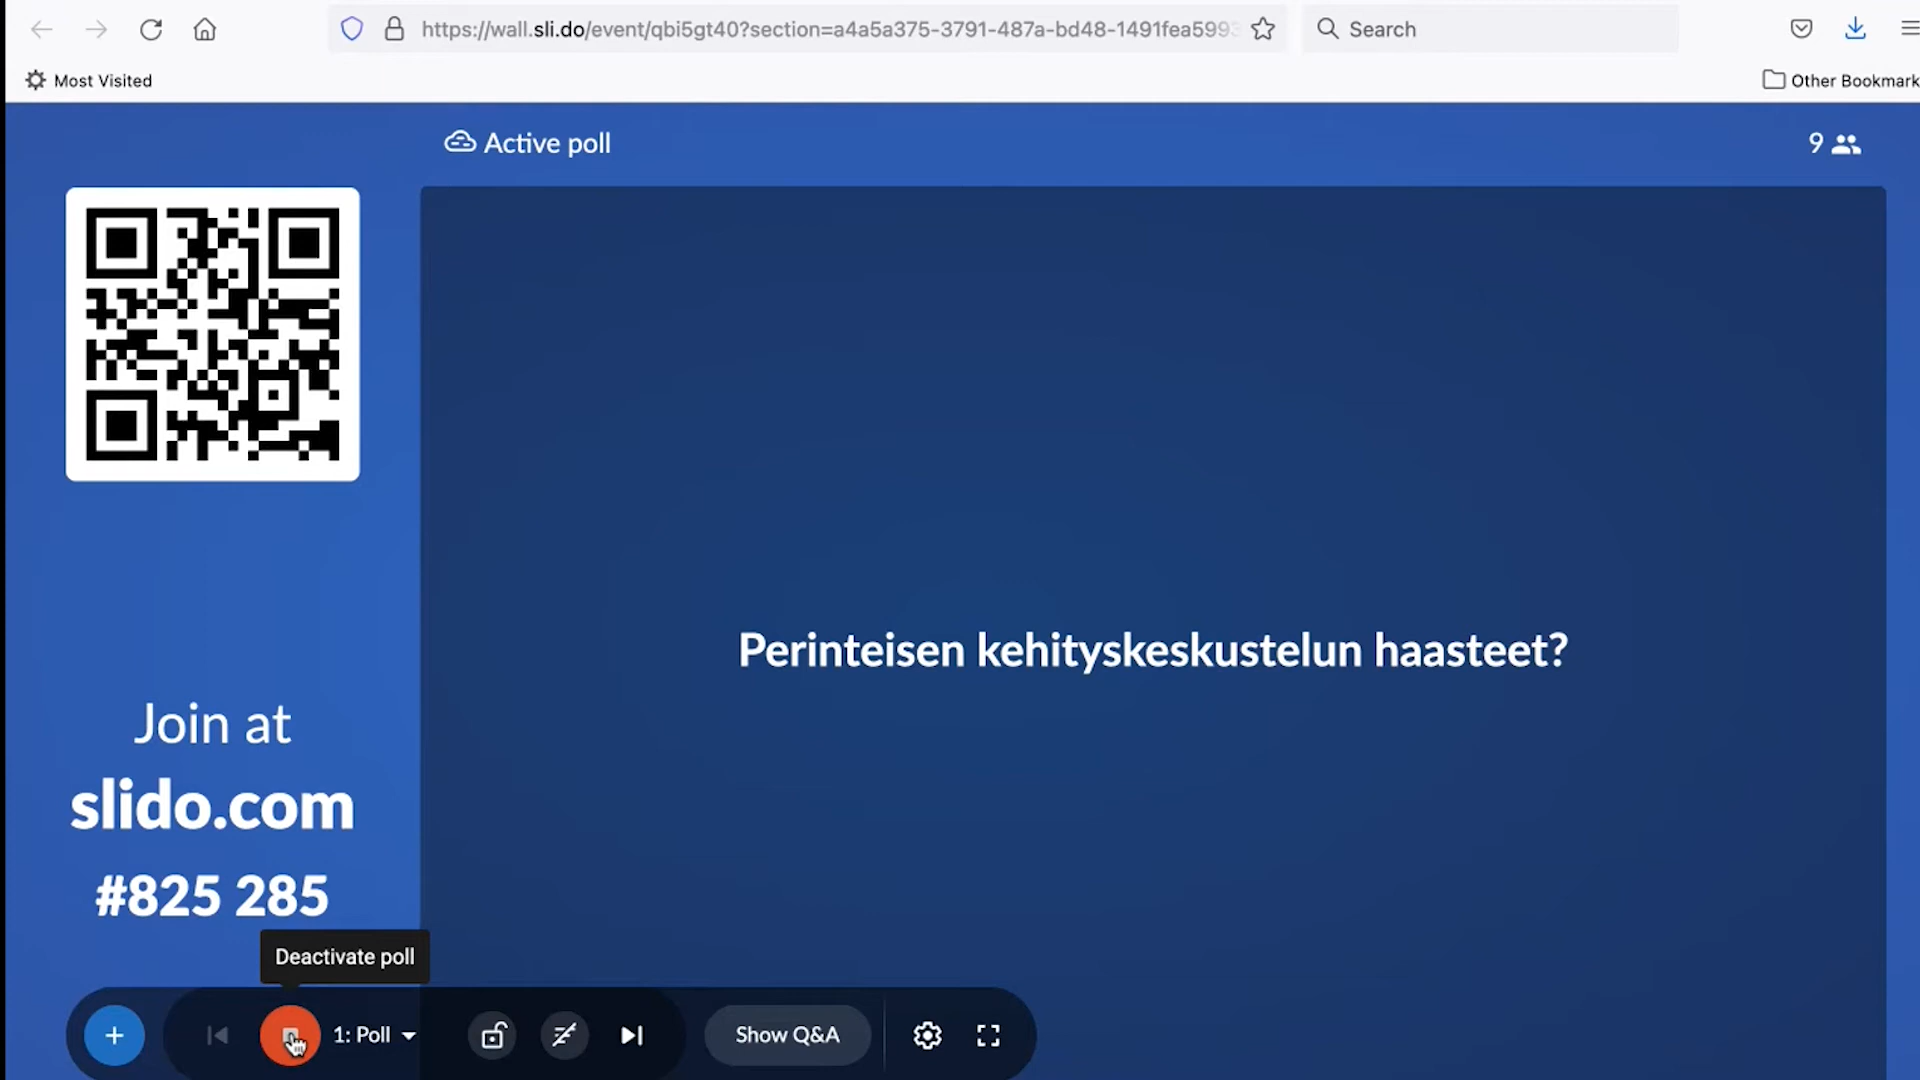 https://wall.sli.do/event/qbi5gt40?section=a4a5a375-3791-487a-bd48-1491fea5993
Search
Most Visited
Other Bookmark
Active poll
9
Perinteisen kehityskeskustelun haasteet?
Join at
slido.com
#825 285
Deactivate poll
1: Poll
Show Q&A